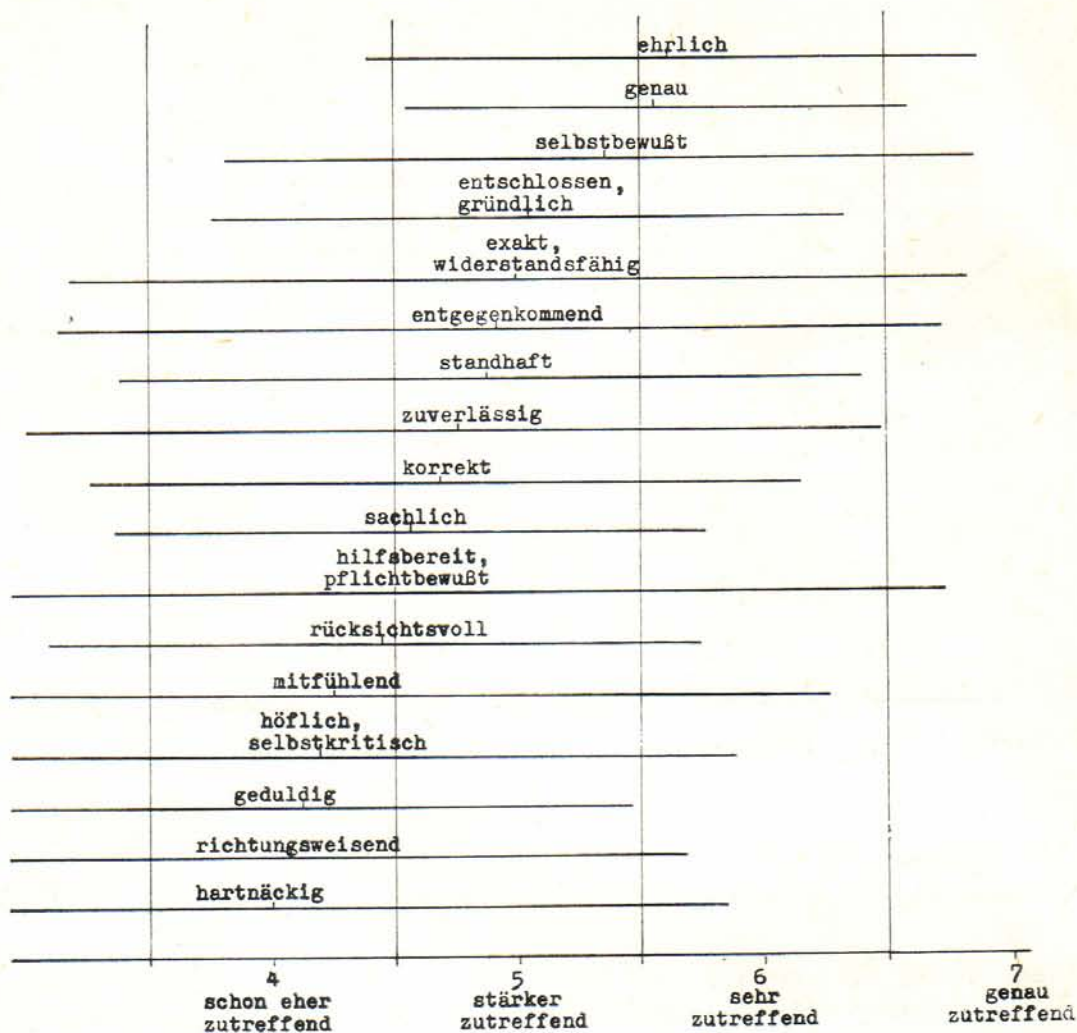 ehrlich
genau
selbstbewußt
entschlossen,
gründlich
exakt,
widerstandsfähig
entgegenkommend
standhaft
zuverlässig
korrekt
sachlich
hilfsbereit,
pflichtbewußt
rücksichtsvoll
mitfühlend
höflich,
selbstkritisch
geduldig
richtungsweisend
hartnäckig
4 5 6 7
schon eher stärker sehr genau
zutreffend zutreffend zutreffend zutreffend